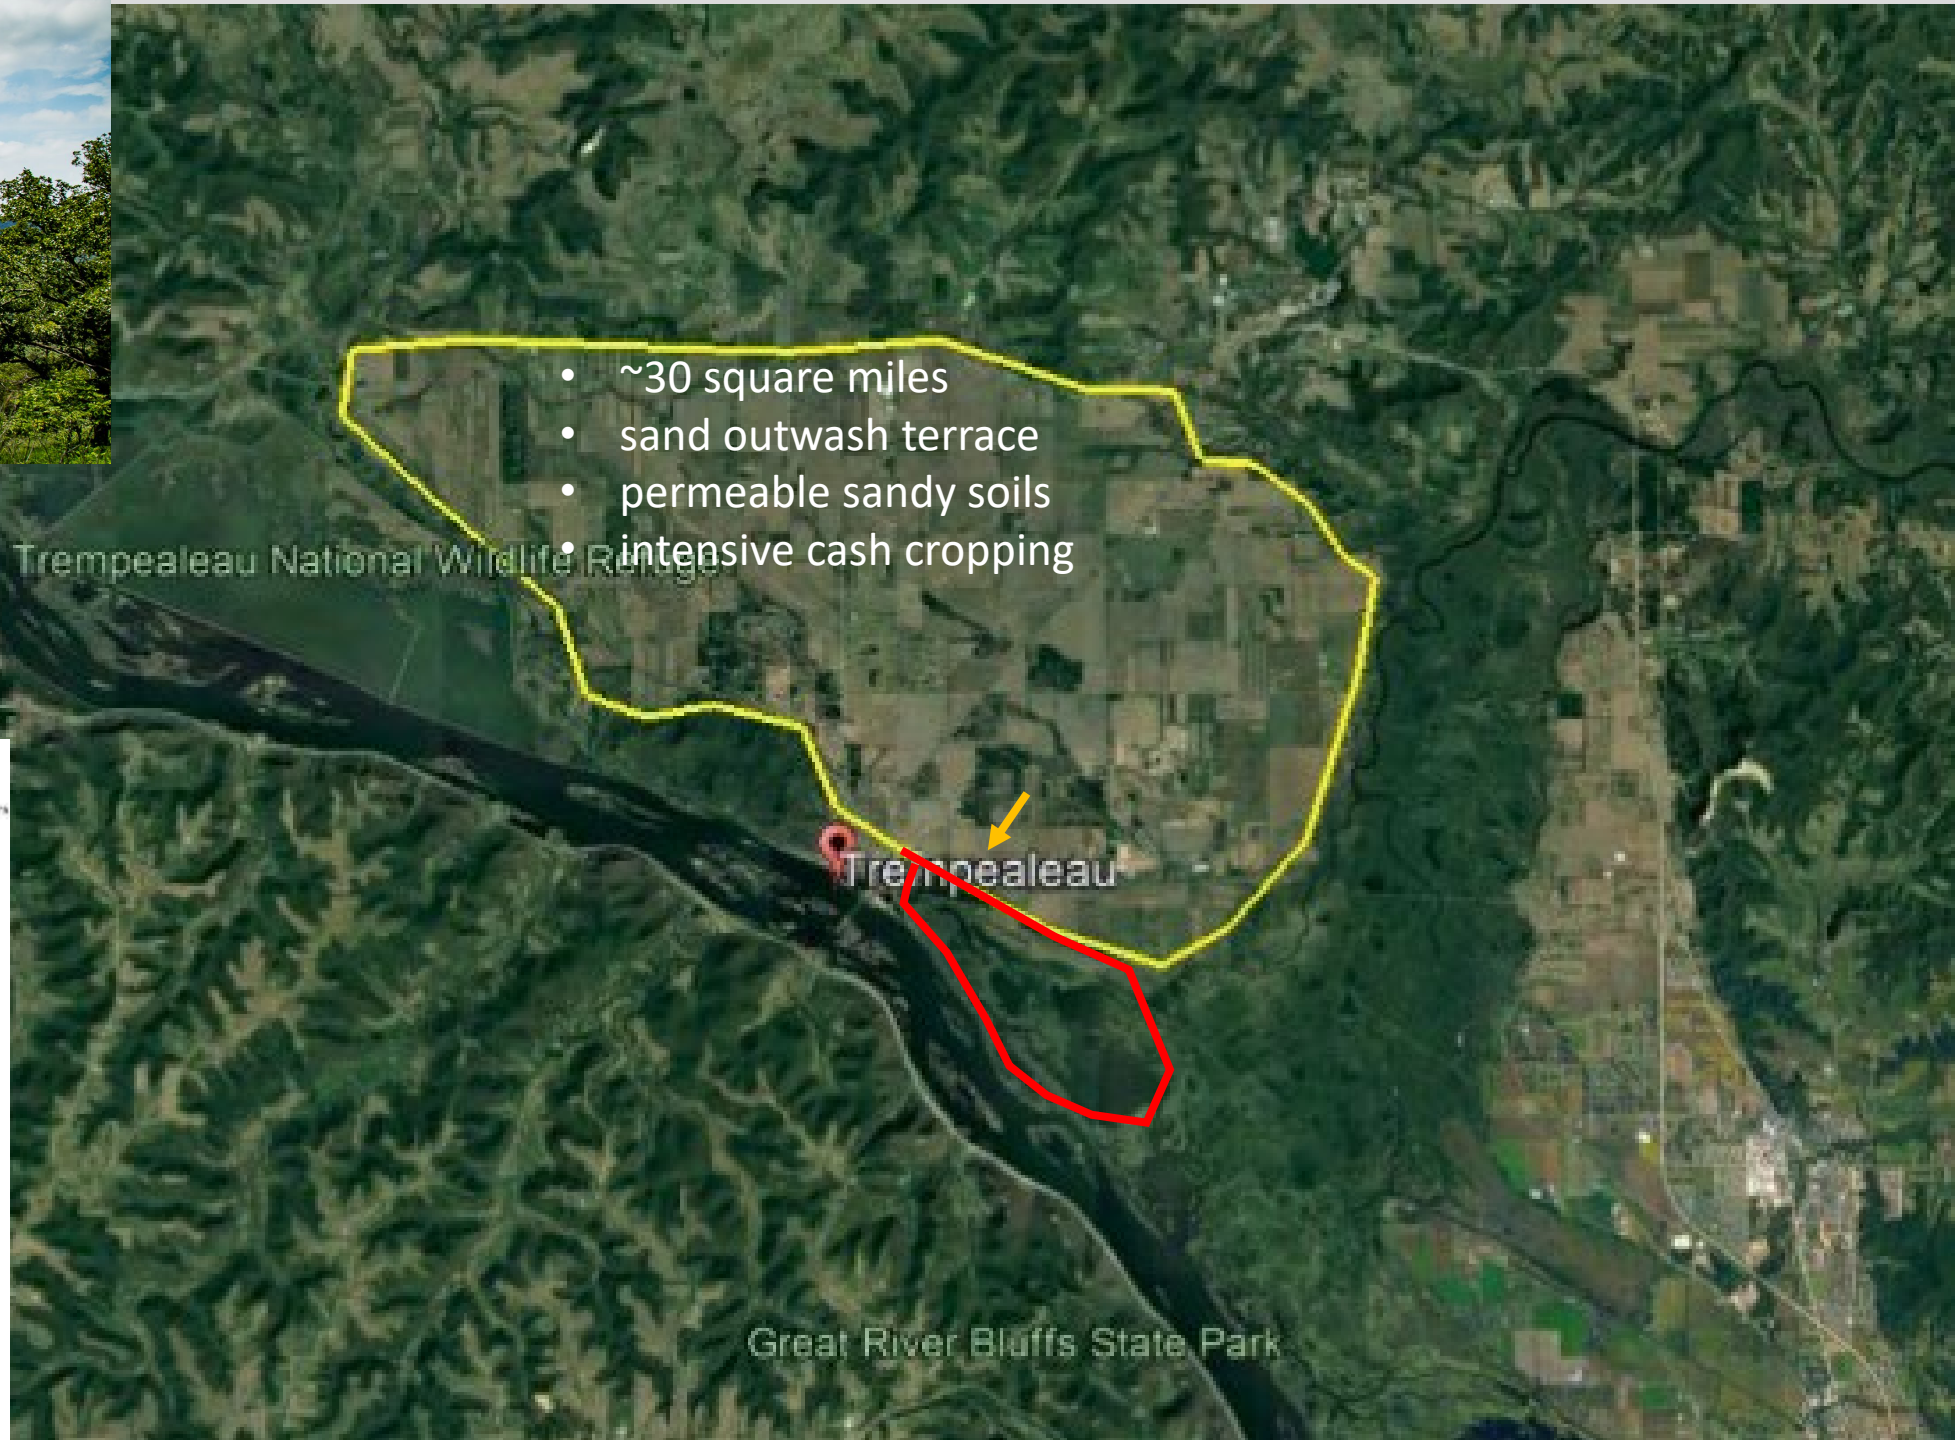 • ~30 square miles
• sand outwash terrace
• permeable sandy soils
• intensive cash cropping
Trempealeau National Wildlife Refuge
Trempealeau
Great River Bluffs State Park